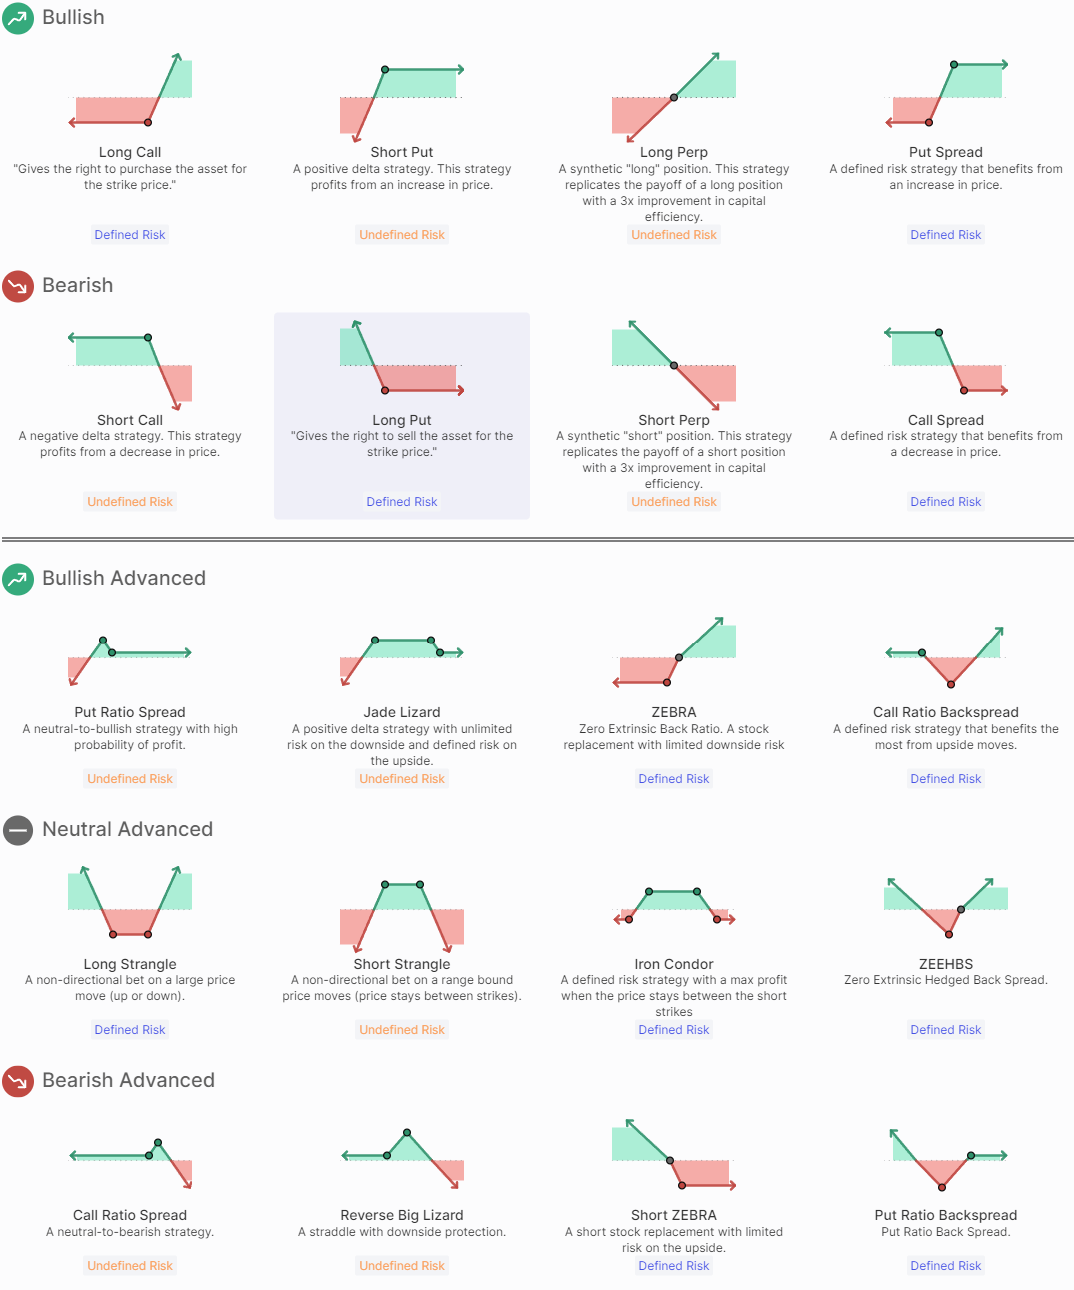 Bullish
Long Call
"Gives the right to purchase the asset for
the strike price."
Defined Risk
Short Put
A positive delta strategy. This strategy
profits from an increase in price.
Undefined Risk
Long Perp
A synthetic "long" position. This strategy
replicates the payoff of a long position
with a 3x improvement in capital
efficiency.
Undefined Risk
Put Spread
A defined risk strategy that benefits from
an increase in price.
Defined Risk
Bearish
Short Call
A negative delta strategy. This strategy
profits from a decrease in price.
Undefined Risk
Long Put
"Gives the right to sell the asset for the
strike price."
Defined Risk
Short Perp
A synthetic "short" position. This strategy
replicates the payoff of a short position
with a 3x improvement in capital
efficiency.
Undefined Risk
Call Spread
A defined risk strategy that benefits from
a decrease in price.
Defined Risk
Bullish Advanced
Put Ratio Spread
A neutral-to-bullish strategy with high
probability of profit.
Undefined Risk
Jade Lizard
A positive delta strategy with unlimited
risk on the downside and defined risk on
the upside.
Undefined Risk
ZEBRA
Zero Extrinsic Back Ratio. A stock
replacement with limited downside risk
Defined Risk
Call Ratio Backspread
A defined risk strategy that benefits the
most from upside moves.
Defined Risk
Neutral Advanced
Long Strangle
A non-directional bet on a large price
move (up or down).
Defined Risk
Short Strangle
A non-directional bet on a range bound
price moves (price stays between strikes).
Undefined Risk
Iron Condor
A defined risk strategy with a max profit
when the price stays between the short
strikes
Defined Risk
ZEEHBS
Zero Extrinsic Hedged Back Spread.
Defined Risk
Bearish Advanced
Call Ratio Spread
A neutral-to-bearish strategy.
Undefined Risk
Reverse Big Lizard
A straddle with downside protection.
Undefined Risk
Short ZEBRA
A short stock replacement with limited
risk on the upside.
Defined Risk
Put Ratio Backspread
Put Ratio Back Spread.
Defined Risk